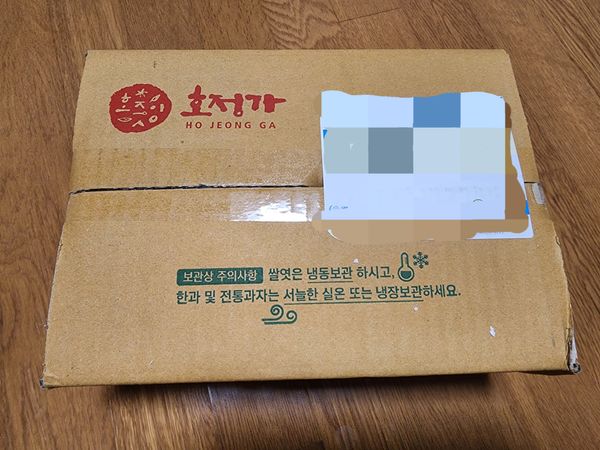 호정가
HO JEONG GA
보관상 주의사항 쌀엿은 냉동보관 하시고,
한과 및 전통과자는 서늘한 실온 또는 냉장보관하세요.